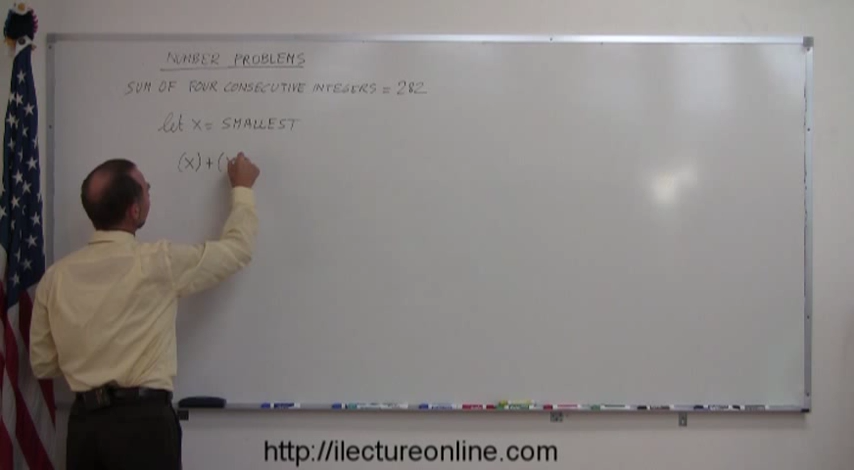 NUMBER PROBLEMS
SUM OF FOUR CONSECUTIVE INTEGERS = 282
let x = SMALLEST
(x) + (x
http://ilectureonline.com